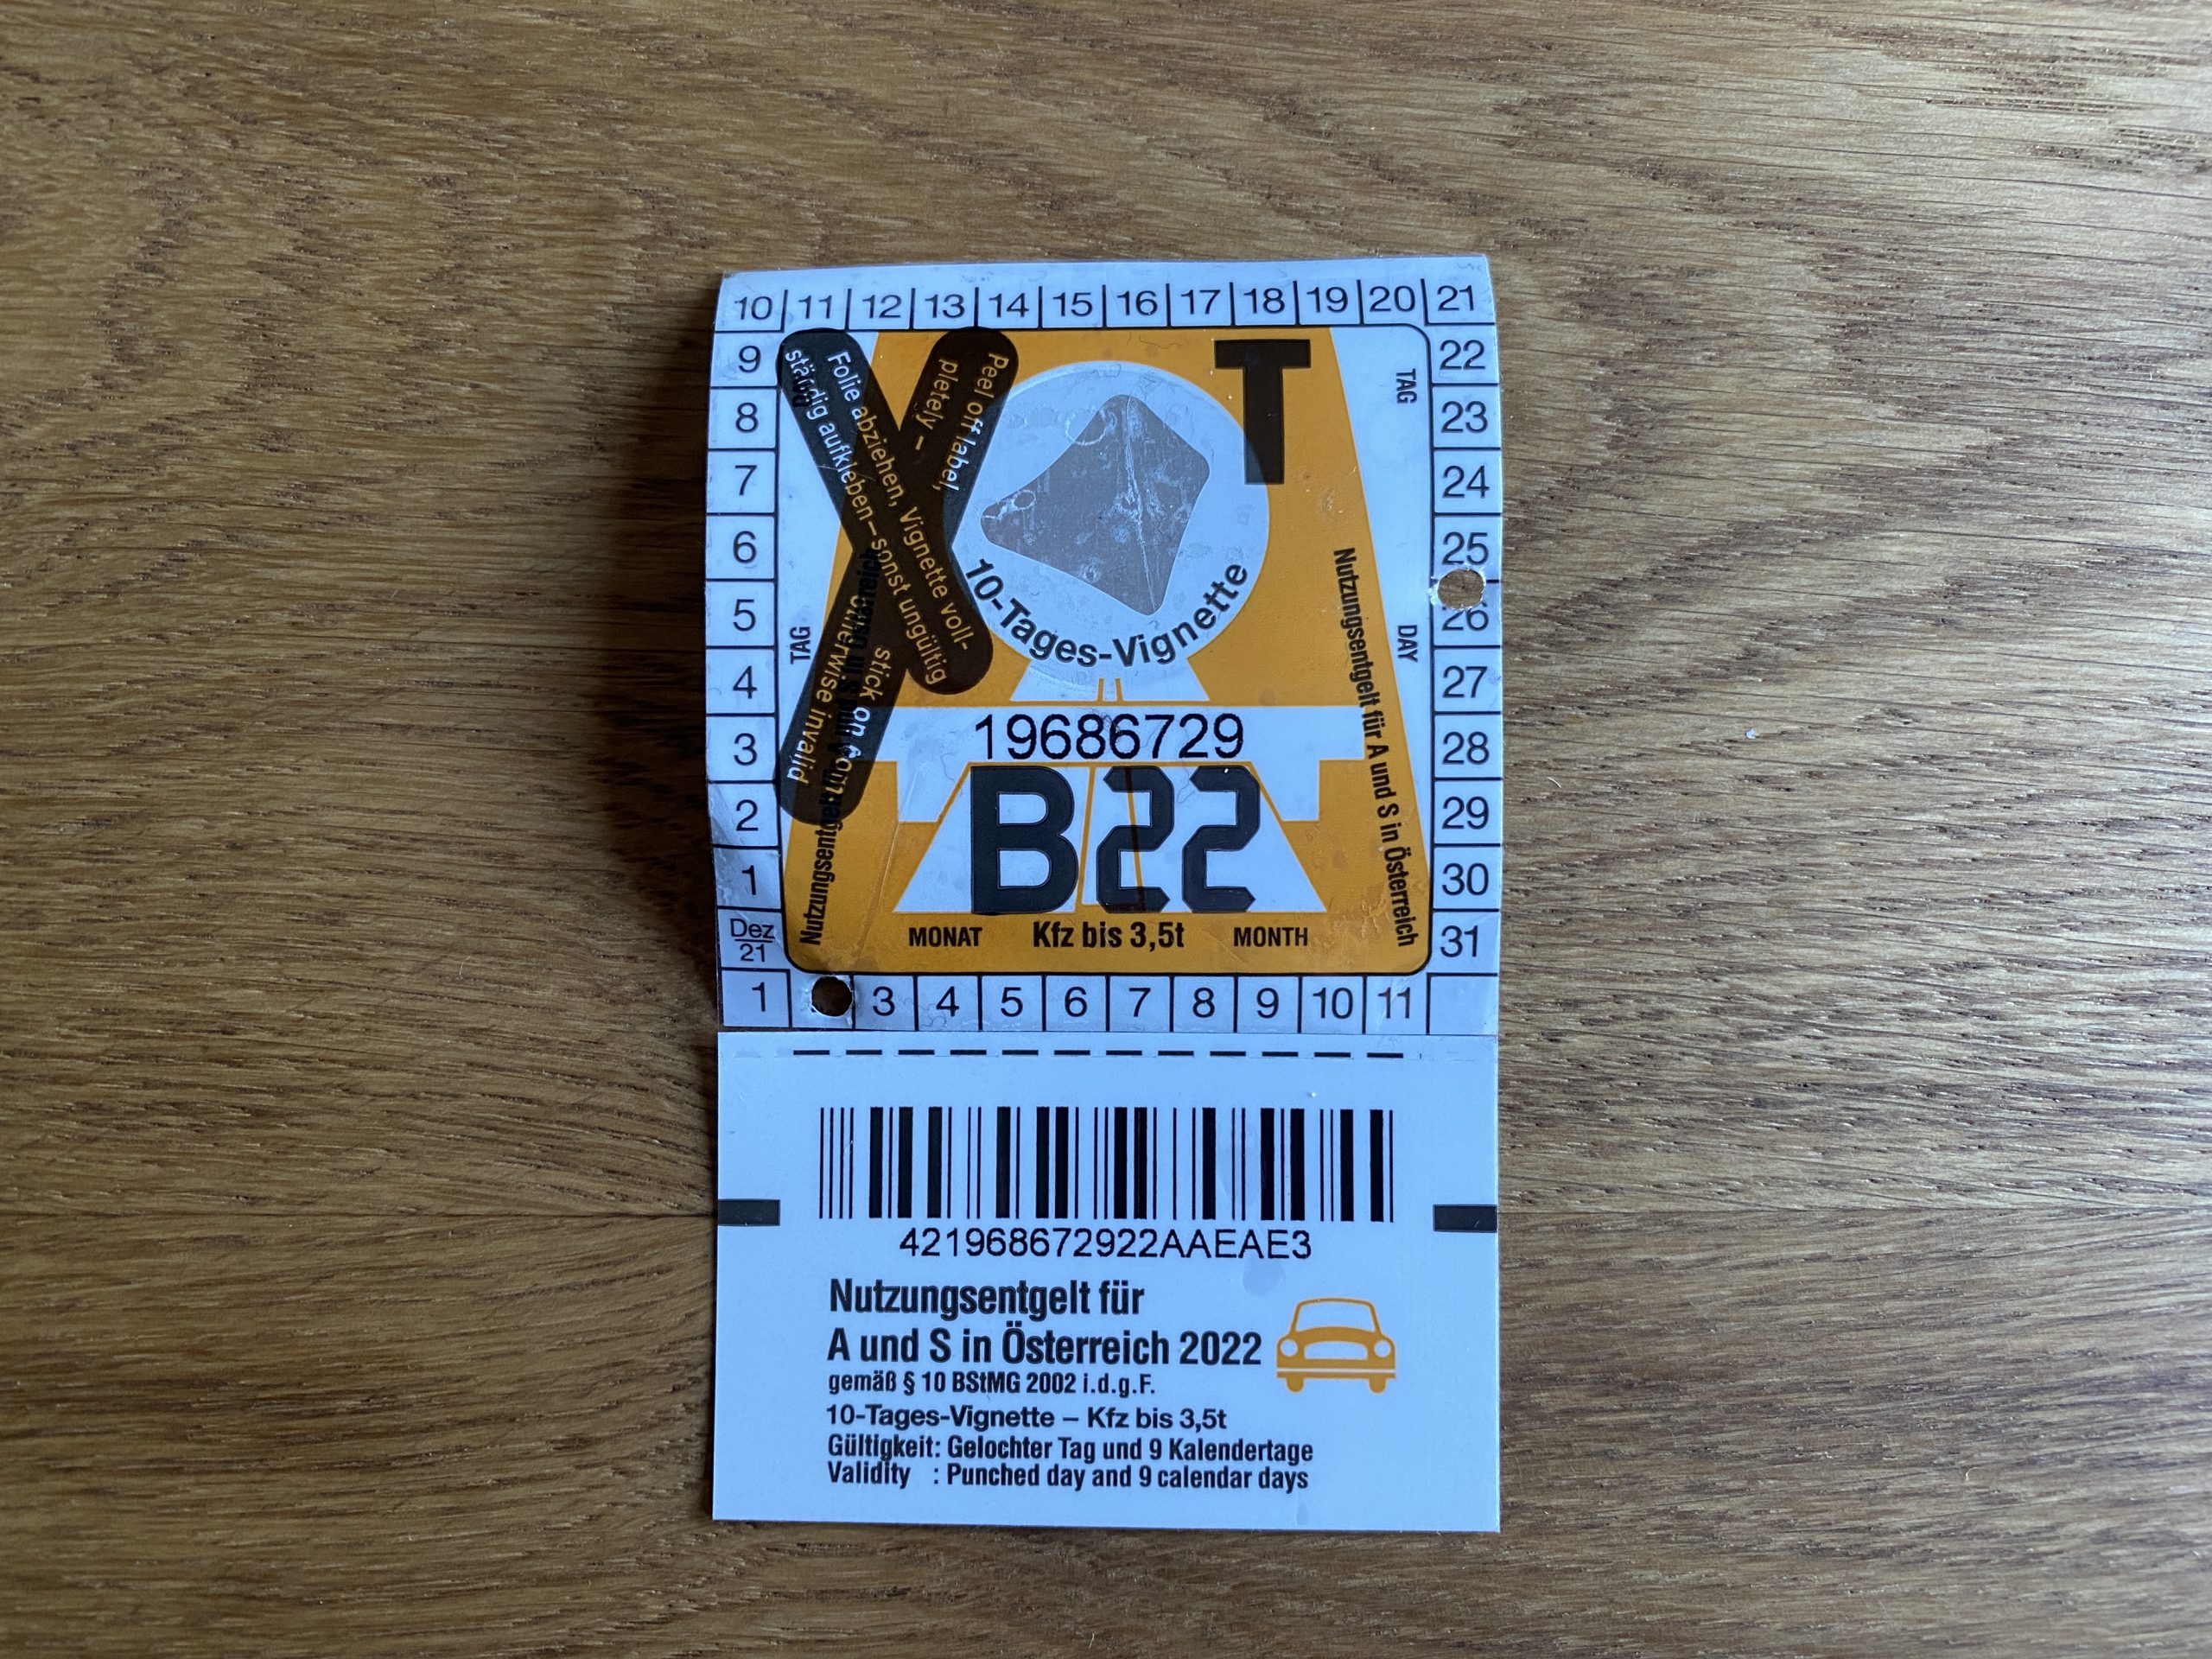 10 11 12 13 14 15 16 17 18 19 20 21
9 22
8 23
7 24
6 25
5 26
4 27
3 28
2 29
1 30
Dez 31
21
1 3 4 5 6 7 8 9 10 11
T
TAG
DAY
TAG
Peel off label,
pletely –
stick on com-
otherwise invalid
Folie abziehen, Vignette voll-
ständig aufkleben – sonst ungültig
10-Tages-Vignette
Nutzungsentgelt für A und S in Österreich
Nutzungsentgelt für A und S in Österreich
19686729
B22
MONAT Kfz bis 3,5t MONTH
421968672922AAEAE3
Nutzungsentgelt für
A und S in Österreich 2022
gemäß § 10 BStMG 2002 i.d.g.F.
10-Tages-Vignette – Kfz bis 3,5t
Gültigkeit: Gelochter Tag und 9 Kalendertage
Validity : Punched day and 9 calendar days